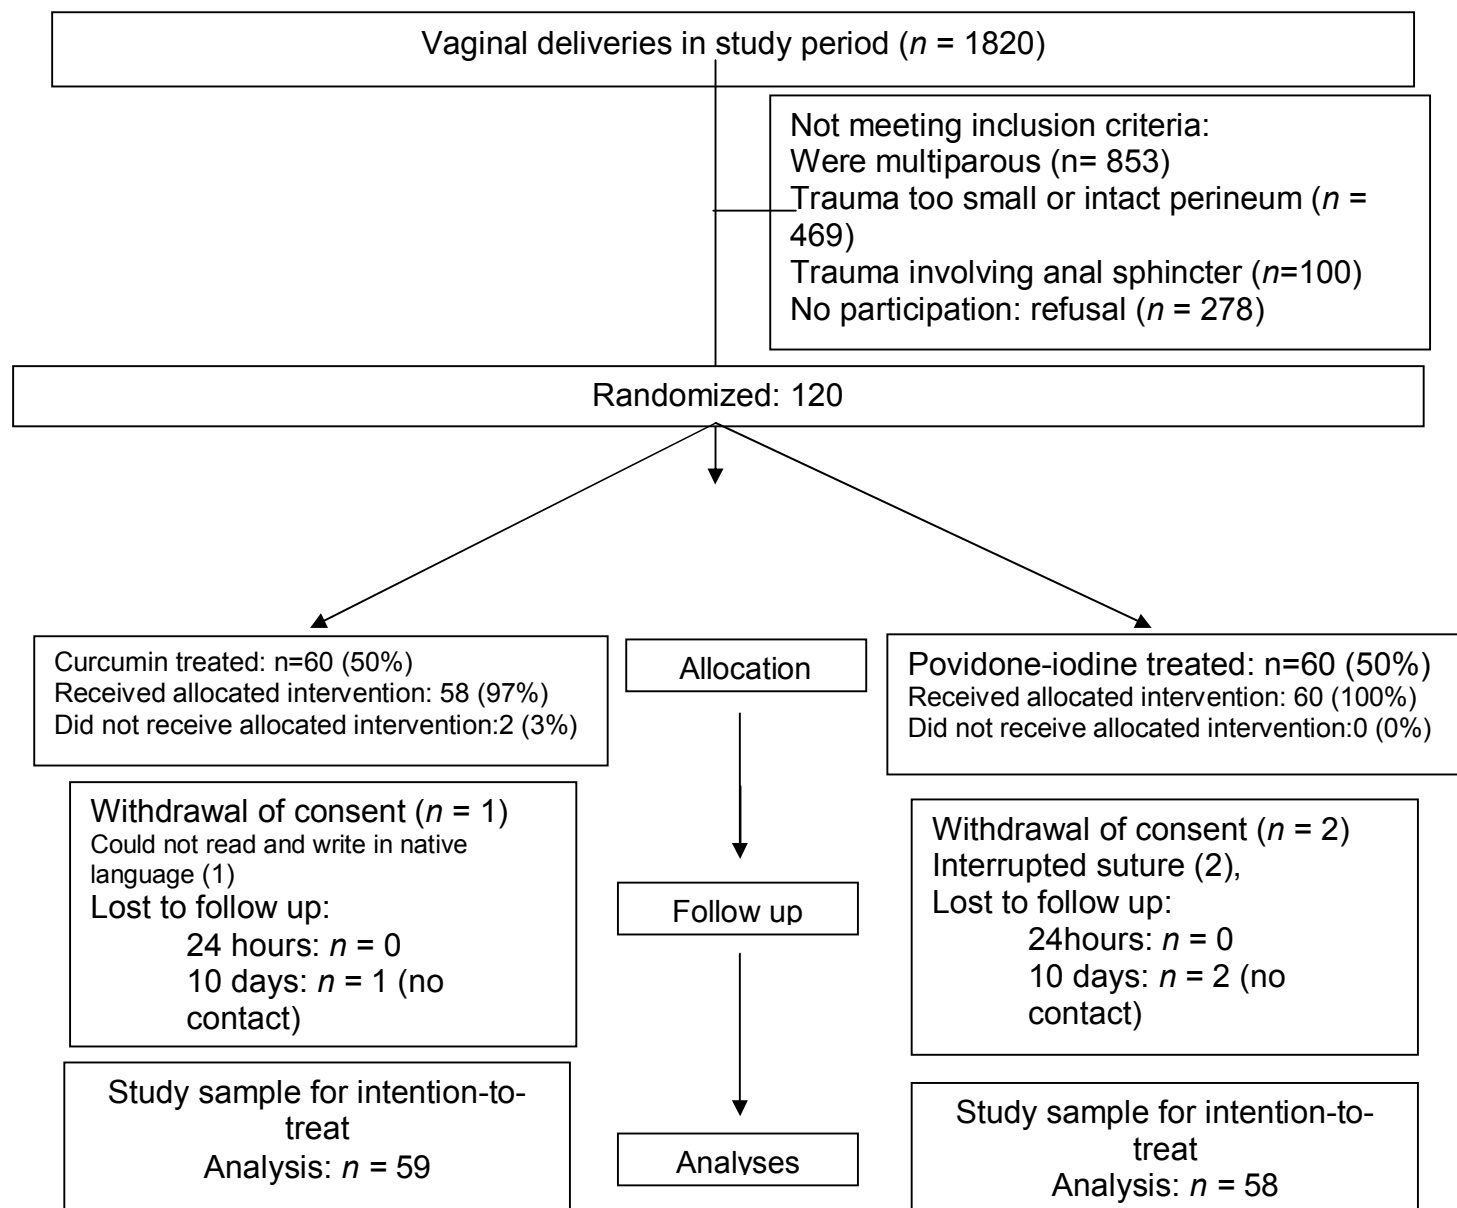 Vaginal deliveries in study period (n = 1820)
Not meeting inclusion criteria:
Were multiparous (n= 853)
Trauma too small or intact perineum (n =
469)
Trauma involving anal sphincter (n=100)
No participation: refusal (n = 278)
Randomized: 120
Curcumin treated: n=60 (50%)
Received allocated intervention: 58 (97%)
Did not receive allocated intervention:2 (3%)
Allocation
Povidone-iodine treated: n=60 (50%)
Received allocated intervention: 60 (100%)
Did not receive allocated intervention:0 (0%)
Withdrawal of consent (n = 1)
Could not read and write in native
language (1)
Lost to follow up:
24 hours: n = 0
10 days: n = 1 (no
contact)
Follow up
Withdrawal of consent (n = 2)
Interrupted suture (2),
Lost to follow up:
24hours: n = 0
10 days: n = 2 (no
contact)
Study sample for intention-to-
treat
Analysis: n = 59
Analyses
Study sample for intention-to-
treat
Analysis: n = 58